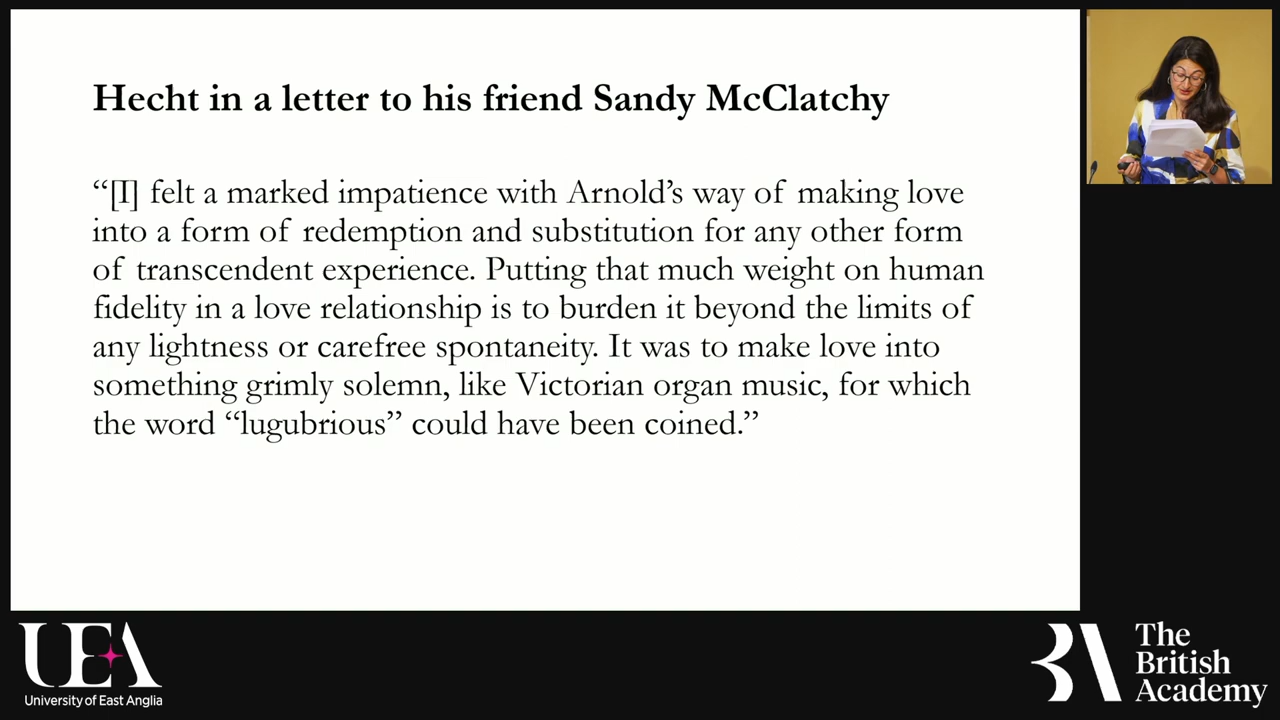 Hecht in a letter to his friend Sandy McClatchy
“[I] felt a marked impatience with Arnold’s way of making love
into a form of redemption and substitution for any other form
of transcendent experience. Putting that much weight on human
fidelity in a love relationship is to burden it beyond the limits of
any lightness or carefree spontaneity. It was to make love into
something grimly solemn, like Victorian organ music, for which
the word “lugubrious” could have been coined.”
UEA
University of East Anglia
BA
The
British
Academy